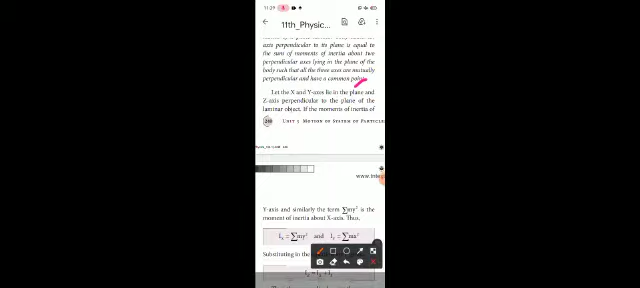 11:29
11th_Physic...
axis perpendicular to its plane is equal to
the sum of moments of inertia about two
perpendicular axes lying in the plane of the
body such that all the three axes are mutually
perpendicular and have a common point.
Let the X and Y-axes lie in the plane and
Z-axis perpendicular to the plane of the
laminar object. If the moments of inertia of
UNIT 5 MOTION OF SYSTEM OF PARTICLE
www.inte
Y-axis and similarly the term ∑my² is the
moment of inertia about X-axis. Thus,
Iₓ = ∑my² and Iᵧ = ∑mx²
Substituting in the